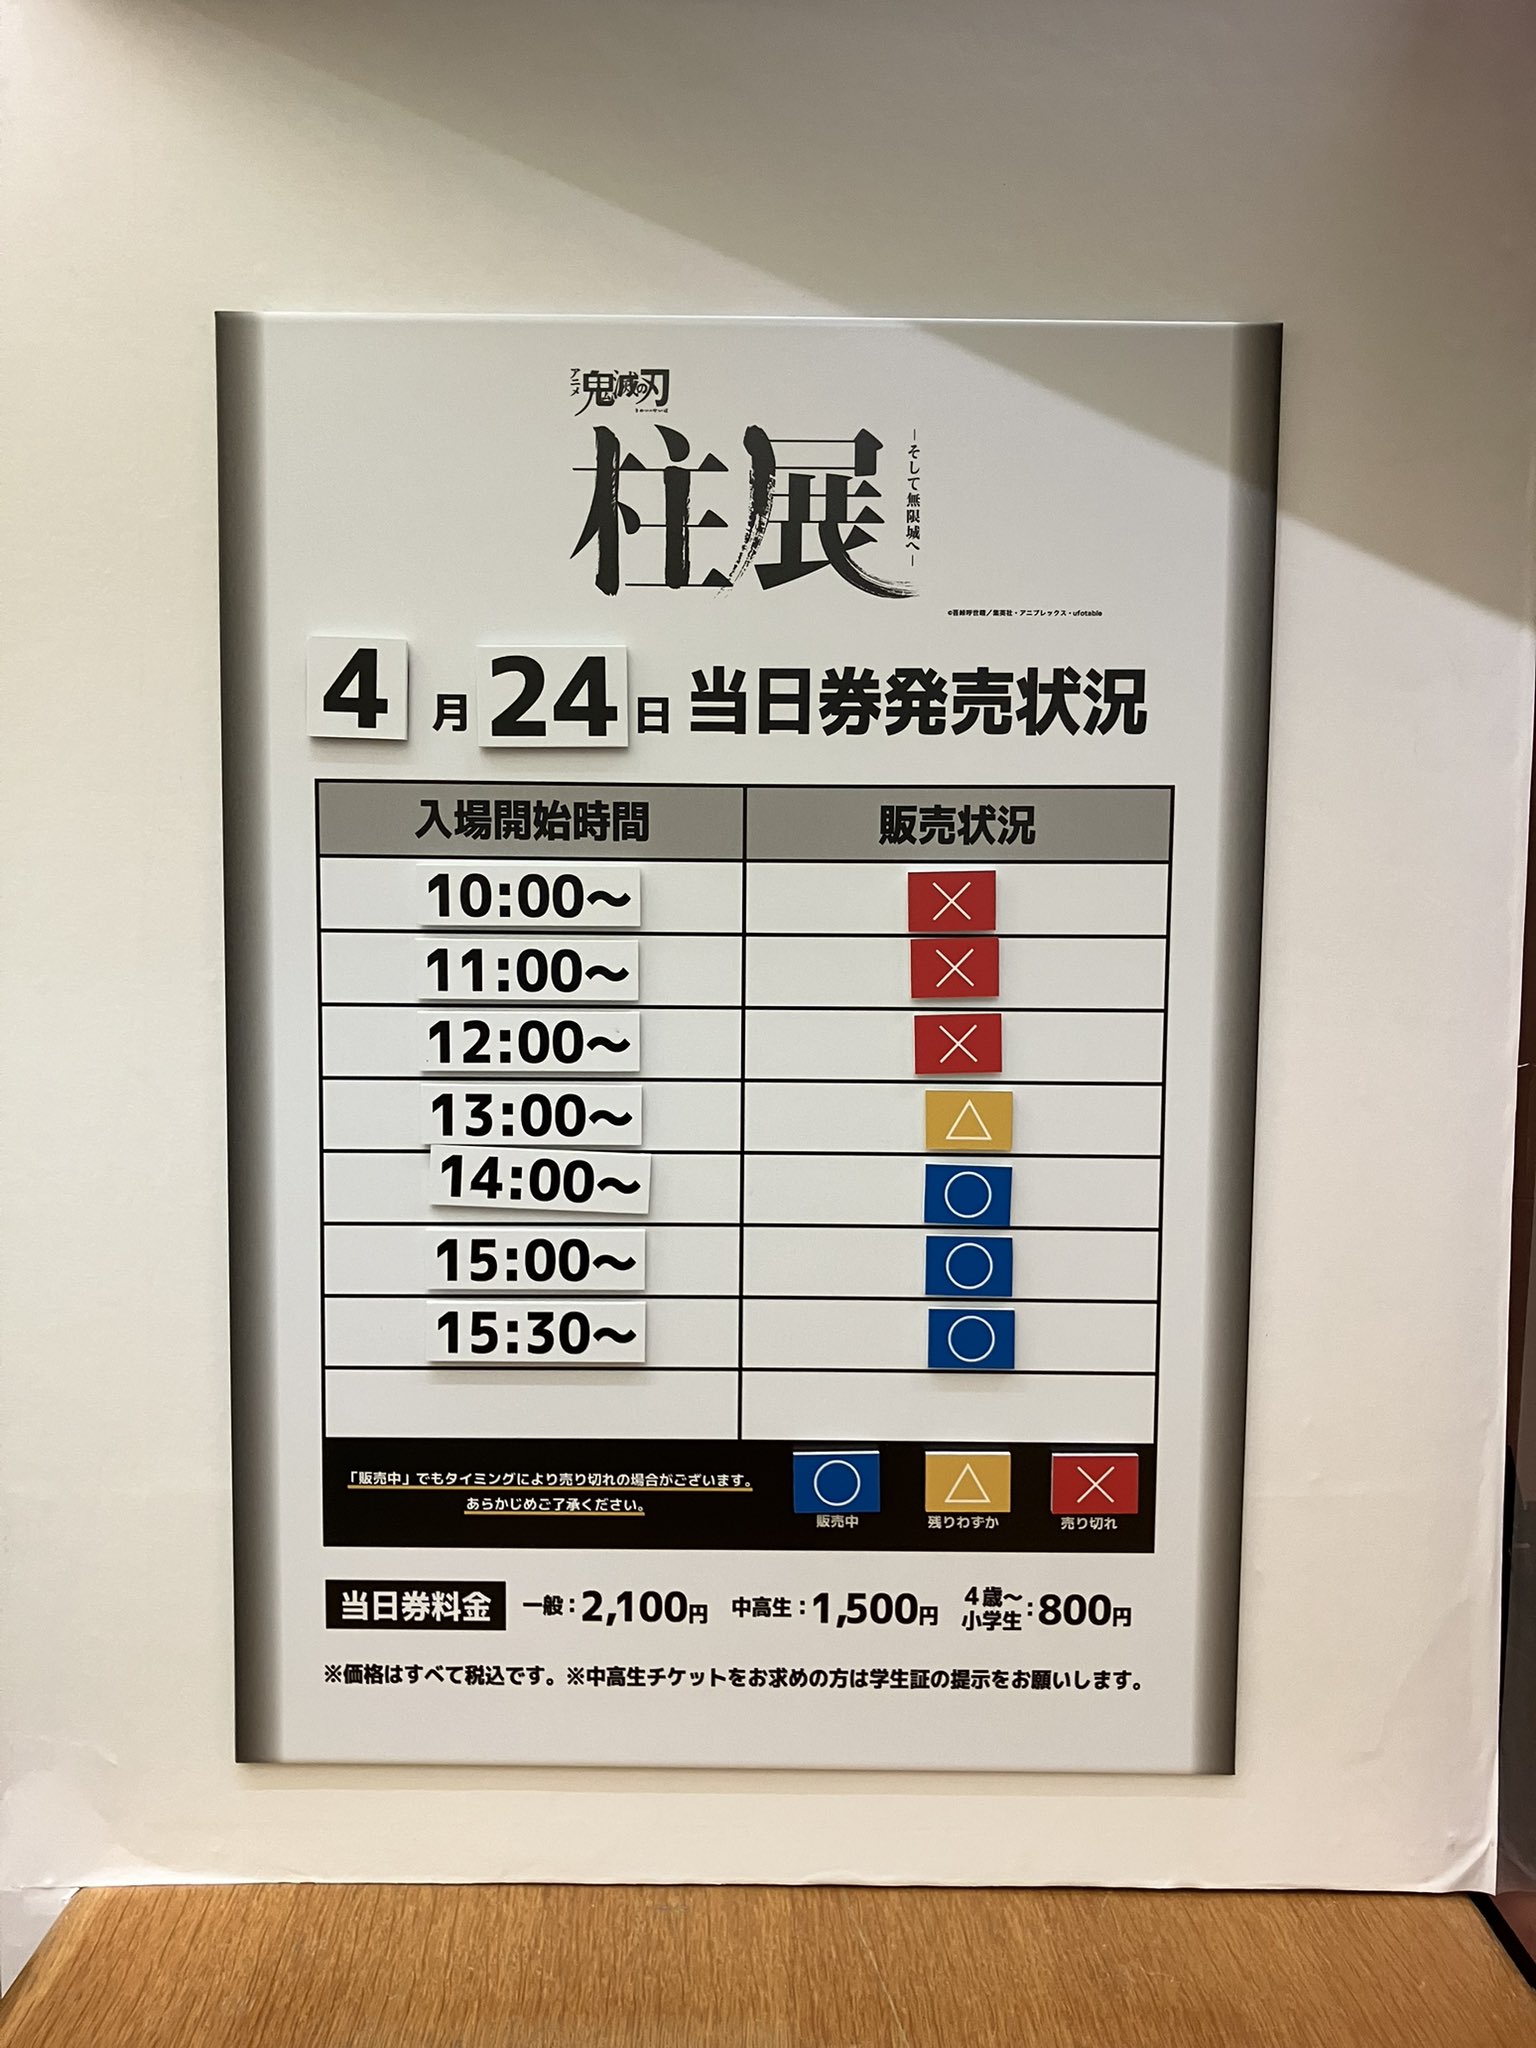 アニメ 鬼滅の刃
きめつのやいば
柱展
―そして無限城へ―
©吾峠呼世晴／集英社・アニプレックス・ufotable
4月24日 当日券発売状況
入場開始時間 販売状況
10:00～ ×
11:00～ ×
12:00～ ×
13:00～ △
14:00～ ○
15:00～ ○
15:30～ ○
「販売中」でもタイミングにより売り切れの場合がございます。
あらかじめご了承ください。
○ △ ×
販売中 残りわずか 売り切れ
当日券料金 一般：2,100円 中高生：1,500円 4歳～小学生：800円
※価格はすべて税込です。※中高生チケットをお求めの方は学生証の提示をお願いします。